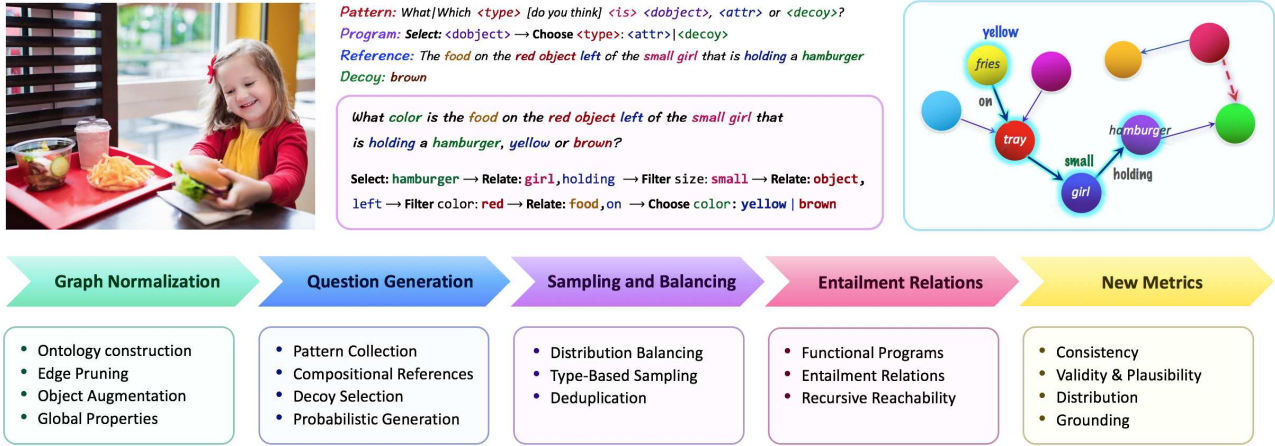 Pattern: What|Which <type> [do you think] <is> <dobject>, <attr> or <decoy>?
Program: Select: <dobject> → Choose <type>: <attr>|<decoy>
Reference: The food on the red object left of the small girl that is holding a hamburger
Decoy: brown
What color is the food on the red object left of the small girl that
is holding a hamburger, yellow or brown?
Select: hamburger → Relate: girl,holding → Filter size: small → Relate: object,
left → Filter color: red → Relate: food,on → Choose color: yellow | brown
yellow
fries
on
tray
hamburger
small
holding
girl
Graph Normalization
Question Generation
Sampling and Balancing
Entailment Relations
New Metrics
• Ontology construction
• Edge Pruning
• Object Augmentation
• Global Properties
• Pattern Collection
• Compositional References
• Decoy Selection
• Probabilistic Generation
• Distribution Balancing
• Type-Based Sampling
• Deduplication
• Functional Programs
• Entailment Relations
• Recursive Reachability
• Consistency
• Validity & Plausibility
• Distribution
• Grounding